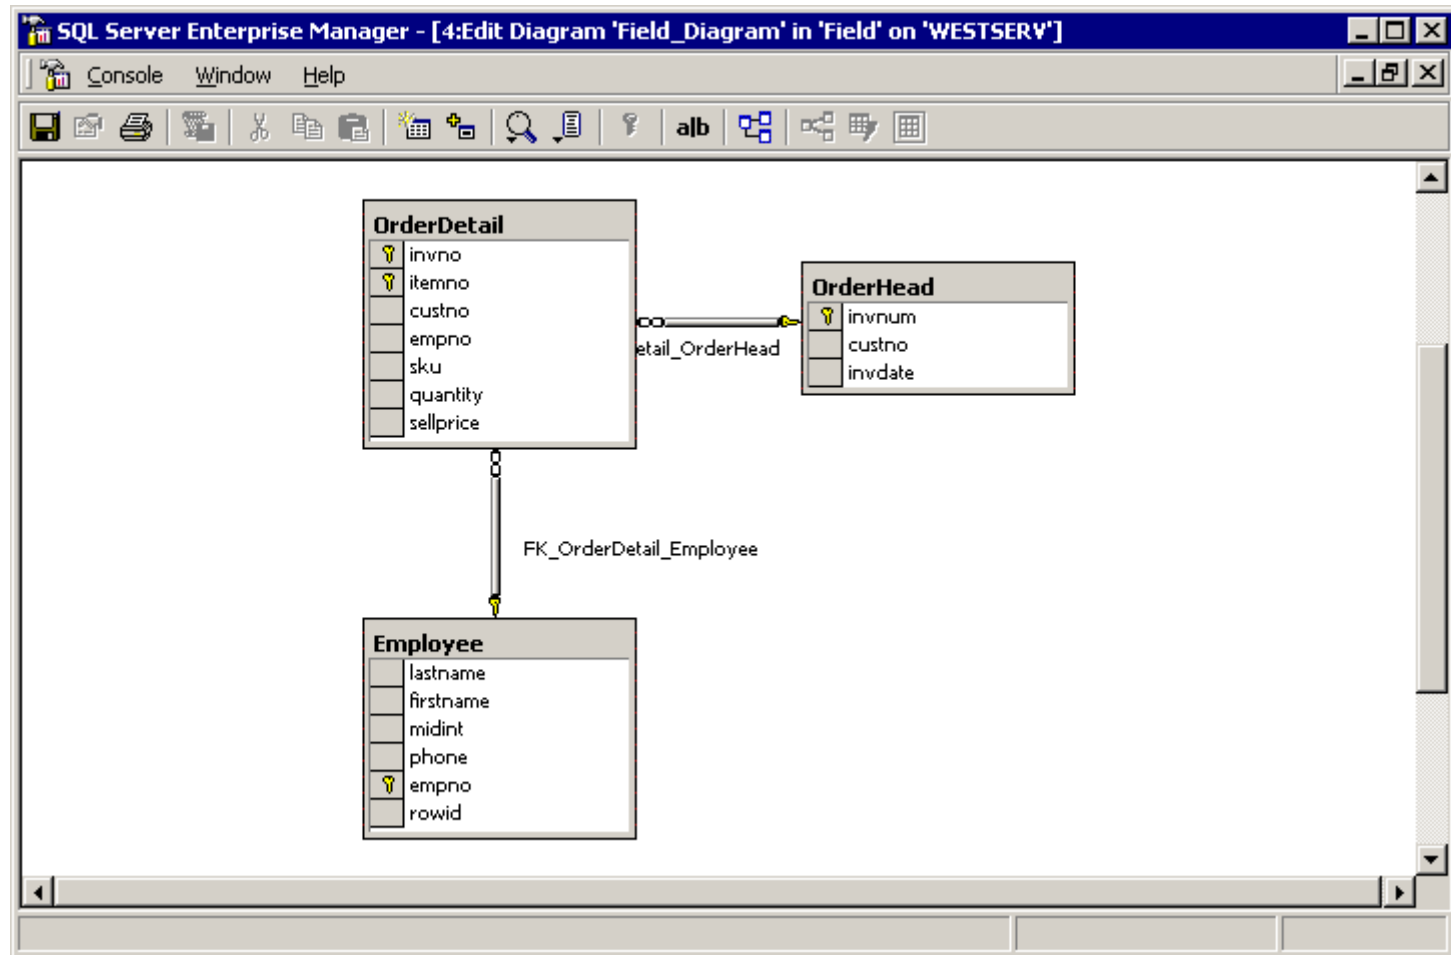 SQL Server Enterprise Manager - [4:Edit Diagram 'Field_Diagram' in 'Field' on 'WESTSERV']
Console Window Help
a|b
OrderDetail
invno
itemno
custno
empno
sku
quantity
sellprice
etail_OrderHead
OrderHead
invnum
custno
invdate
FK_OrderDetail_Employee
Employee
lastname
firstname
midint
phone
empno
rowid